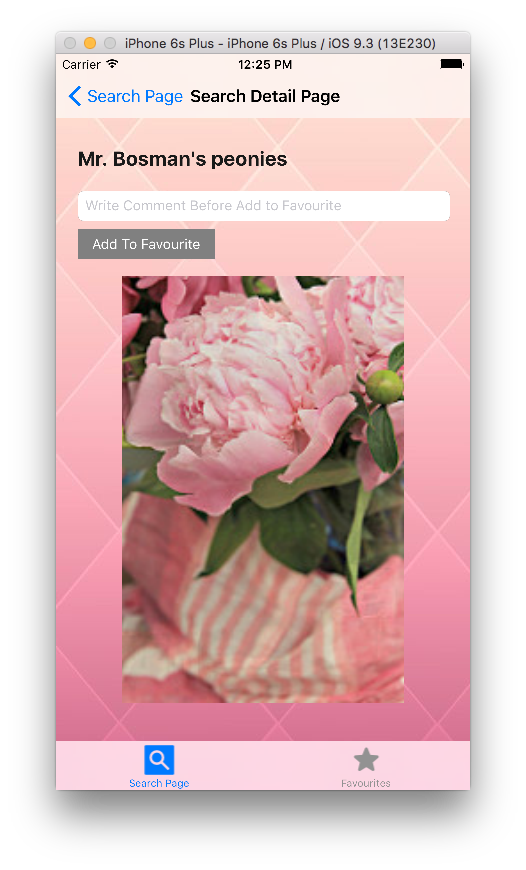 iPhone 6s Plus - iPhone 6s Plus / iOS 9.3 (13E230)
Carrier 12:25 PM
Search Page Search Detail Page
Mr. Bosman's peonies
Write Comment Before Add to Favourite
Add To Favourite
Search Page Favourites